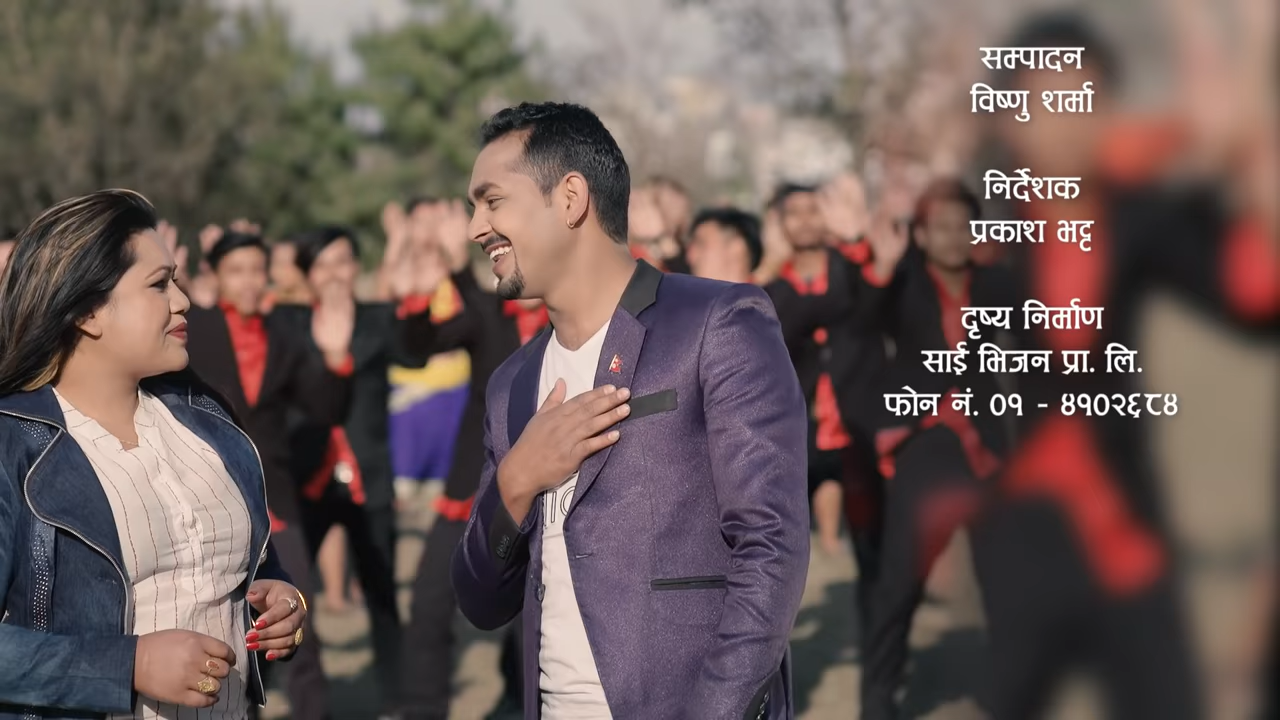 सम्पादन
विष्णु शर्मा
निर्देशक
प्रकाश भट्ट
दृष्य निर्माण
साई भिजन प्रा. लि.
फोन नं. ०१ - ४१०२६८४